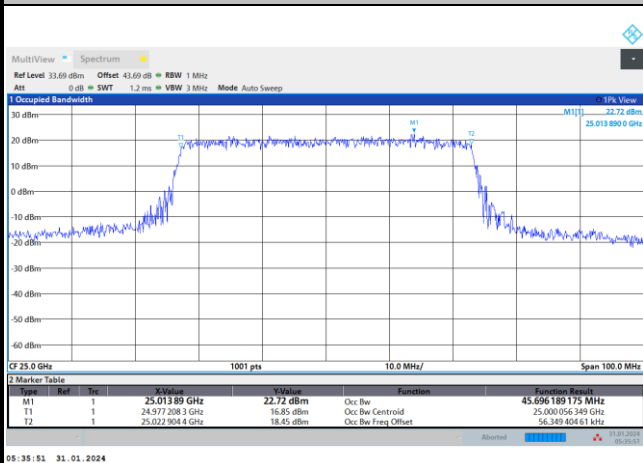 MultiView Spectrum
Ref Level 33.69 dBm Offset 43.69 dB RBW 1 MHz
Att 0 dB SWT 1.2 ms VBW 3 MHz Mode Auto Sweep
1 Occupied Bandwidth 1Pk View
M1[1] 22.72 dBm
25.013 890 0 GHz
30 dBm
M1
T1
T2
20 dBm
10 dBm
0 dBm
-10 dBm
-20 dBm
-30 dBm
-40 dBm
-50 dBm
-60 dBm
CF 25.0 GHz 1001 pts 10.0 MHz/ Span 100.0 MHz
2 Marker Table
Type Ref Trc X-Value Y-Value Function Function Result
M1 1 25.013 89 GHz 22.72 dBm Occ Bw 45.696 189 175 MHz
T1 1 24.977 208 3 GHz 16.85 dBm Occ Bw Centroid 25.000 056 349 GHz
T2 1 25.022 904 4 GHz 18.45 dBm Occ Bw Freq Offset 56.349 404 61 kHz
Aborted 31.01.2024
05:35:51
05:35:51 31.01.2024